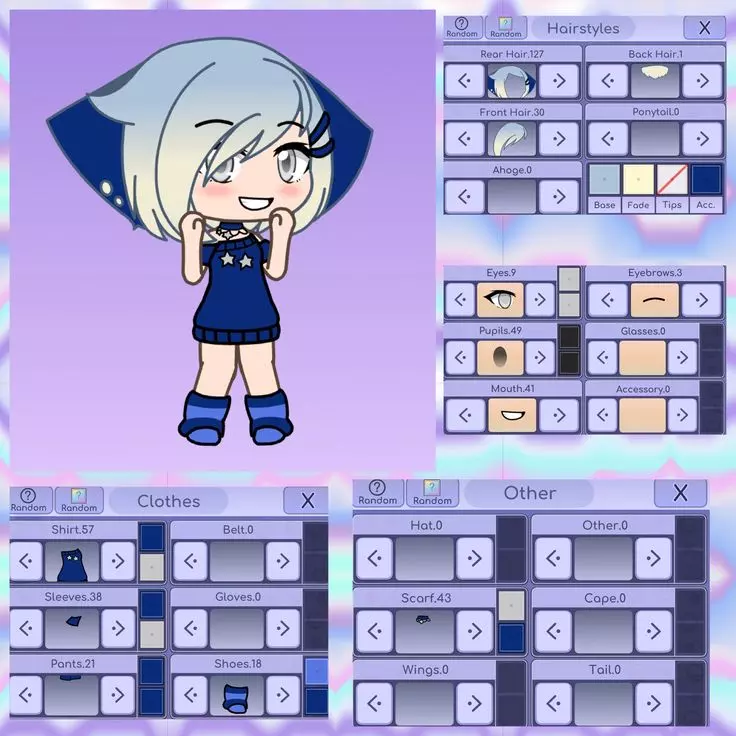 ? Random ? Random Hairstyles X
Rear Hair.127 Back Hair.1
Front Hair.30 Ponytail.0
Ahoge.0
Base Fade Tips Acc.
Eyes.9 Eyebrows.3
Pupils.49 Glasses.0
Mouth.41 Accessory.0
? Random ? Random Clothes X
Shirt.57 Belt.0
Sleeves.38 Gloves.0
Pants.21 Shoes.18
? Random ? Random Other X
Hat.0 Other.0
Scarf.43 Cape.0
Wings.0 Tail.0